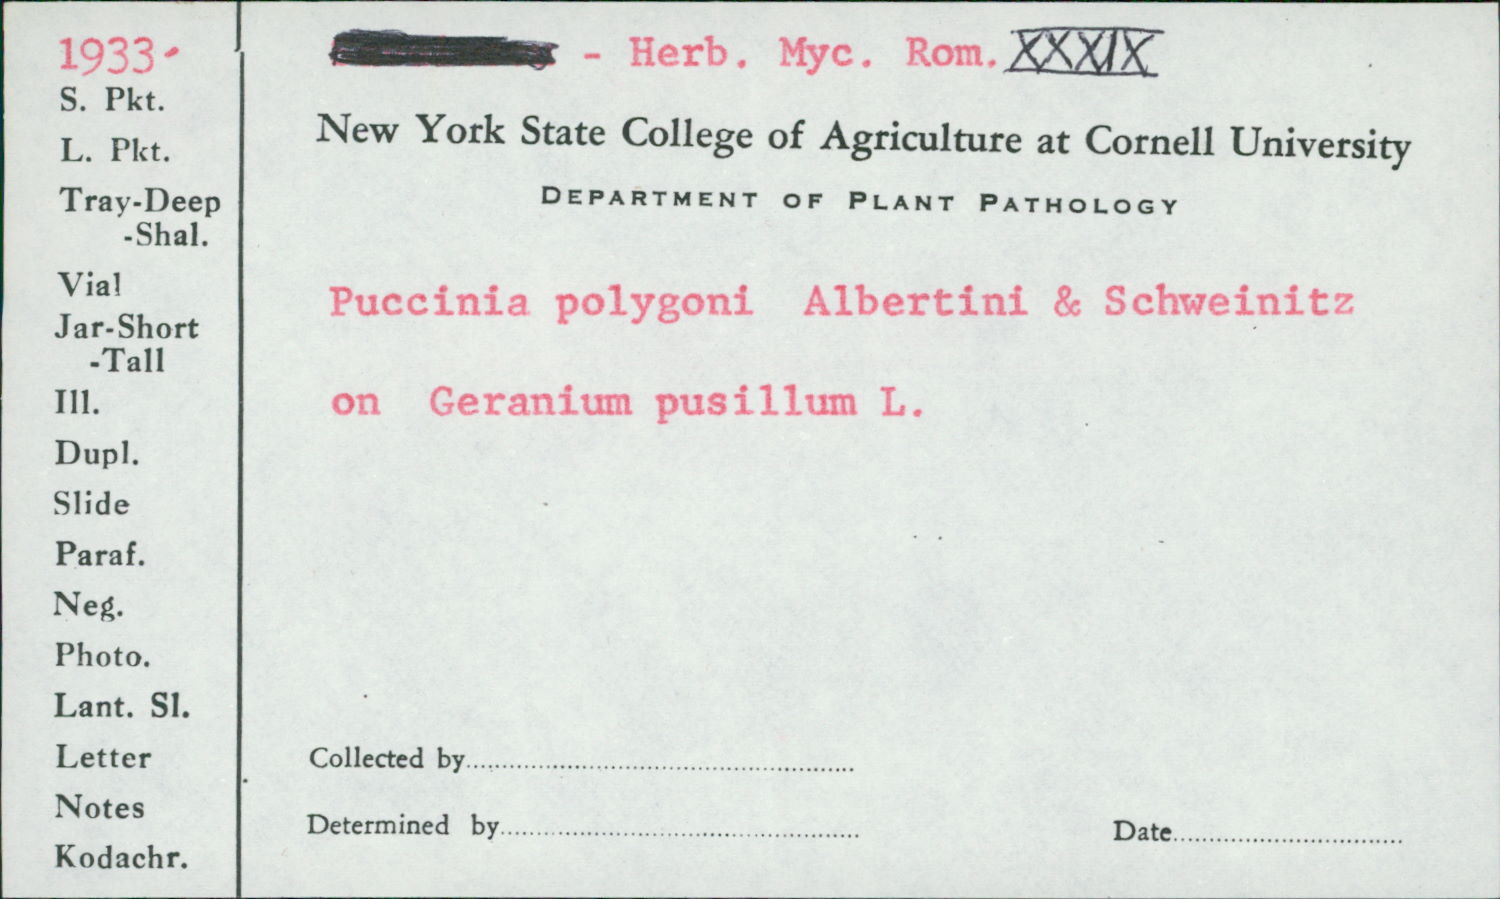 1933.
S. Pkt.
L. Pkt.
Tray-Deep
-Shal.
Vial
Jar-Short
-Tall
Ill.
Dupl.
Slide
Paraf.
Neg.
Photo.
Lant. Sl.
Letter
Notes
Kodachr.
- Herb. Myc. Rom. XXXIX
New York State College of Agriculture at Cornell University
DEPARTMENT OF PLANT PATHOLOGY
Puccinia polygoni Albertini & Schweinitz
on Geranium pusillum L.
Collected by
Determined by
Date